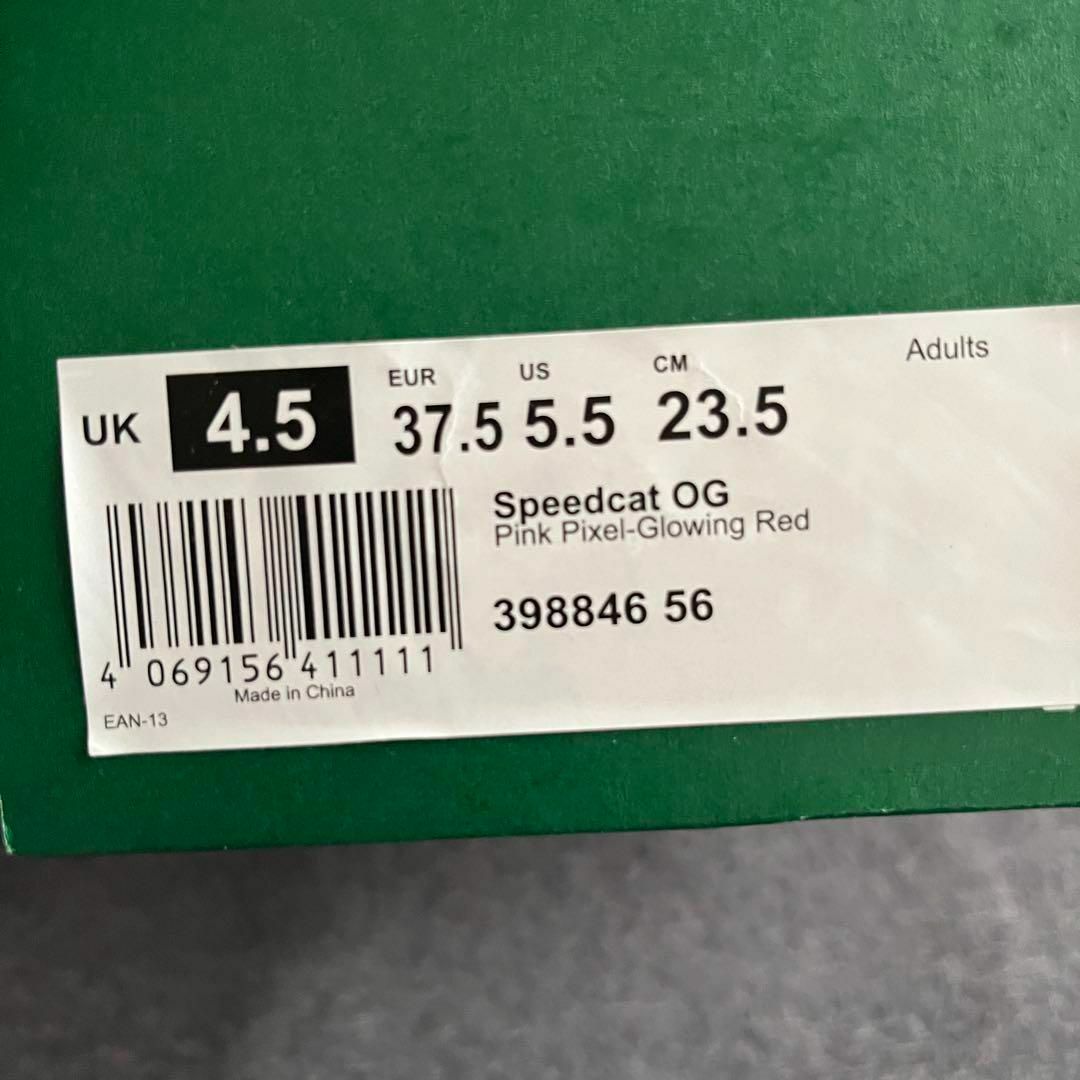 Adults
EUR US CM
UK 4.5 37.5 5.5 23.5
Speedcat OG
Pink Pixel-Glowing Red
398846 56
4 069156 411111
Made in China
EAN-13